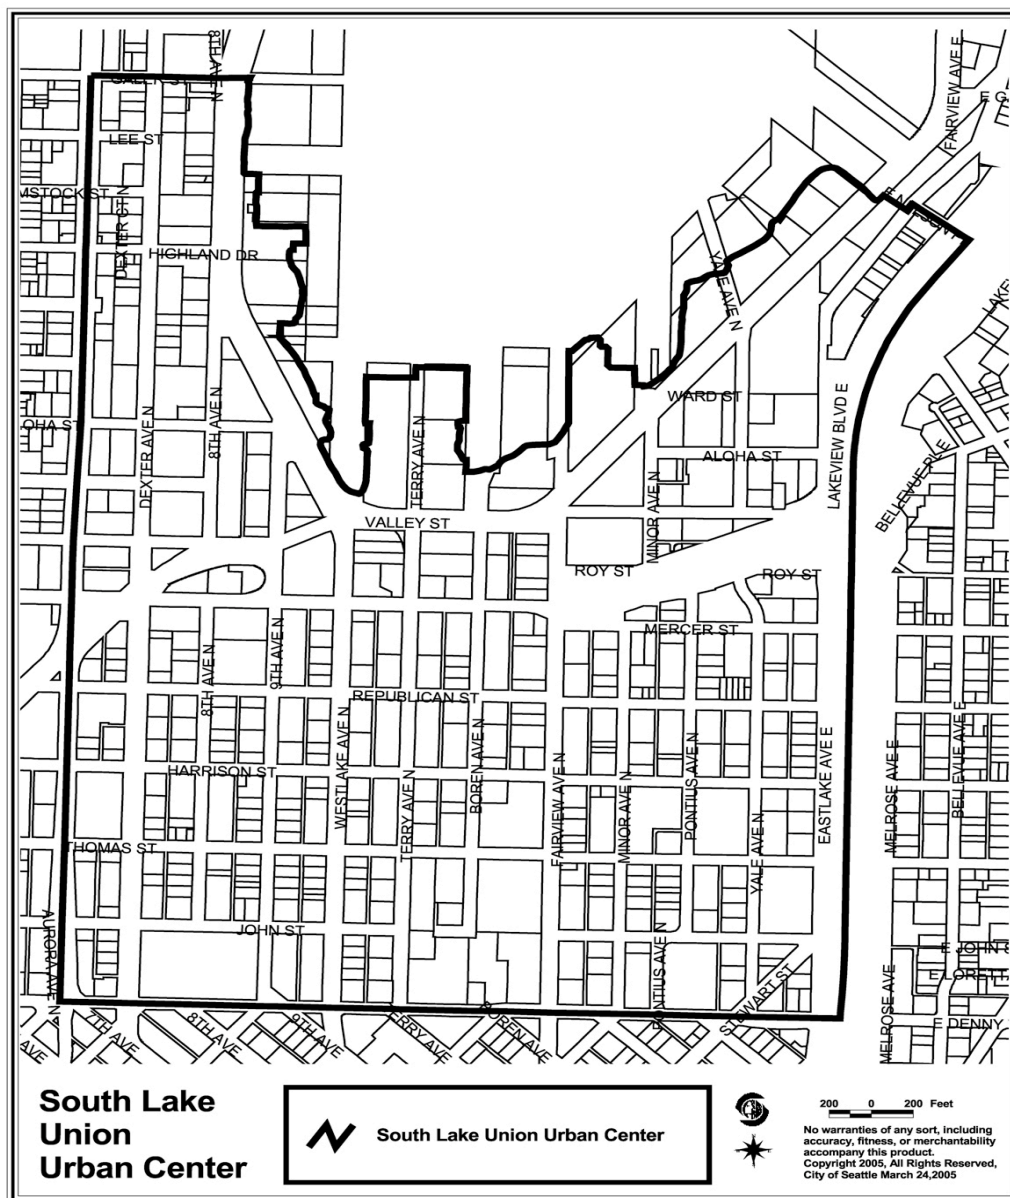 8TH AVE N
FAIRVIEW AVE E
GALER ST
E G
LEE ST
MSTOCK ST
DEXTER CT N
E NELSON
HIGHLAND DR
YALE AVE N
LAKE
WARD ST
LAKEVIEW BLVD E
OHA ST
DEXTER AVE N
8TH AVE N
TERRY AVE N
ALOHA ST
BELLEVUE PL E
MINOR AVE N
VALLEY ST
ROY ST
ROY ST
MERCER ST
8TH AVE N
9TH AVE N
REPUBLICAN ST
WESTLAKE AVE N
BOREN AVE N
PONTIUS AVE N
EASTLAKE AVE E
MELROSE AVE E
BELLEVUE AVE E
HARRISON ST
TERRY AVE N
FAIRVIEW AVE N
MINOR AVE N
YALE AVE N
THOMAS ST
AURORA AVE N
JOHN ST
PONTIUS AVE N
STEWART ST
E JOHN S
E LORETTA
MELROSE AVE
E DENNY
AVE
7TH AVE
8TH AVE
9TH AVE
TERRY AVE
BOREN AVE
South Lake
Union
Urban Center
South Lake Union Urban Center
200 0 200 Feet
No warranties of any sort, including
accuracy, fitness, or merchantability
accompany this product.
Copyright 2005, All Rights Reserved,
City of Seattle March 24,2005